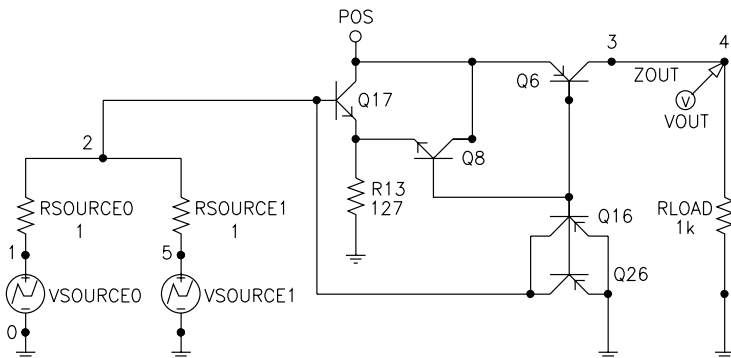 POS
3
4
Q6
ZOUT
Q17
V
VOUT
2
Q8
R13
127
RSOURCE0
1
RSOURCE1
1
Q16
RLOAD
1k
1
5
Q26
VSOURCE0
VSOURCE1
0